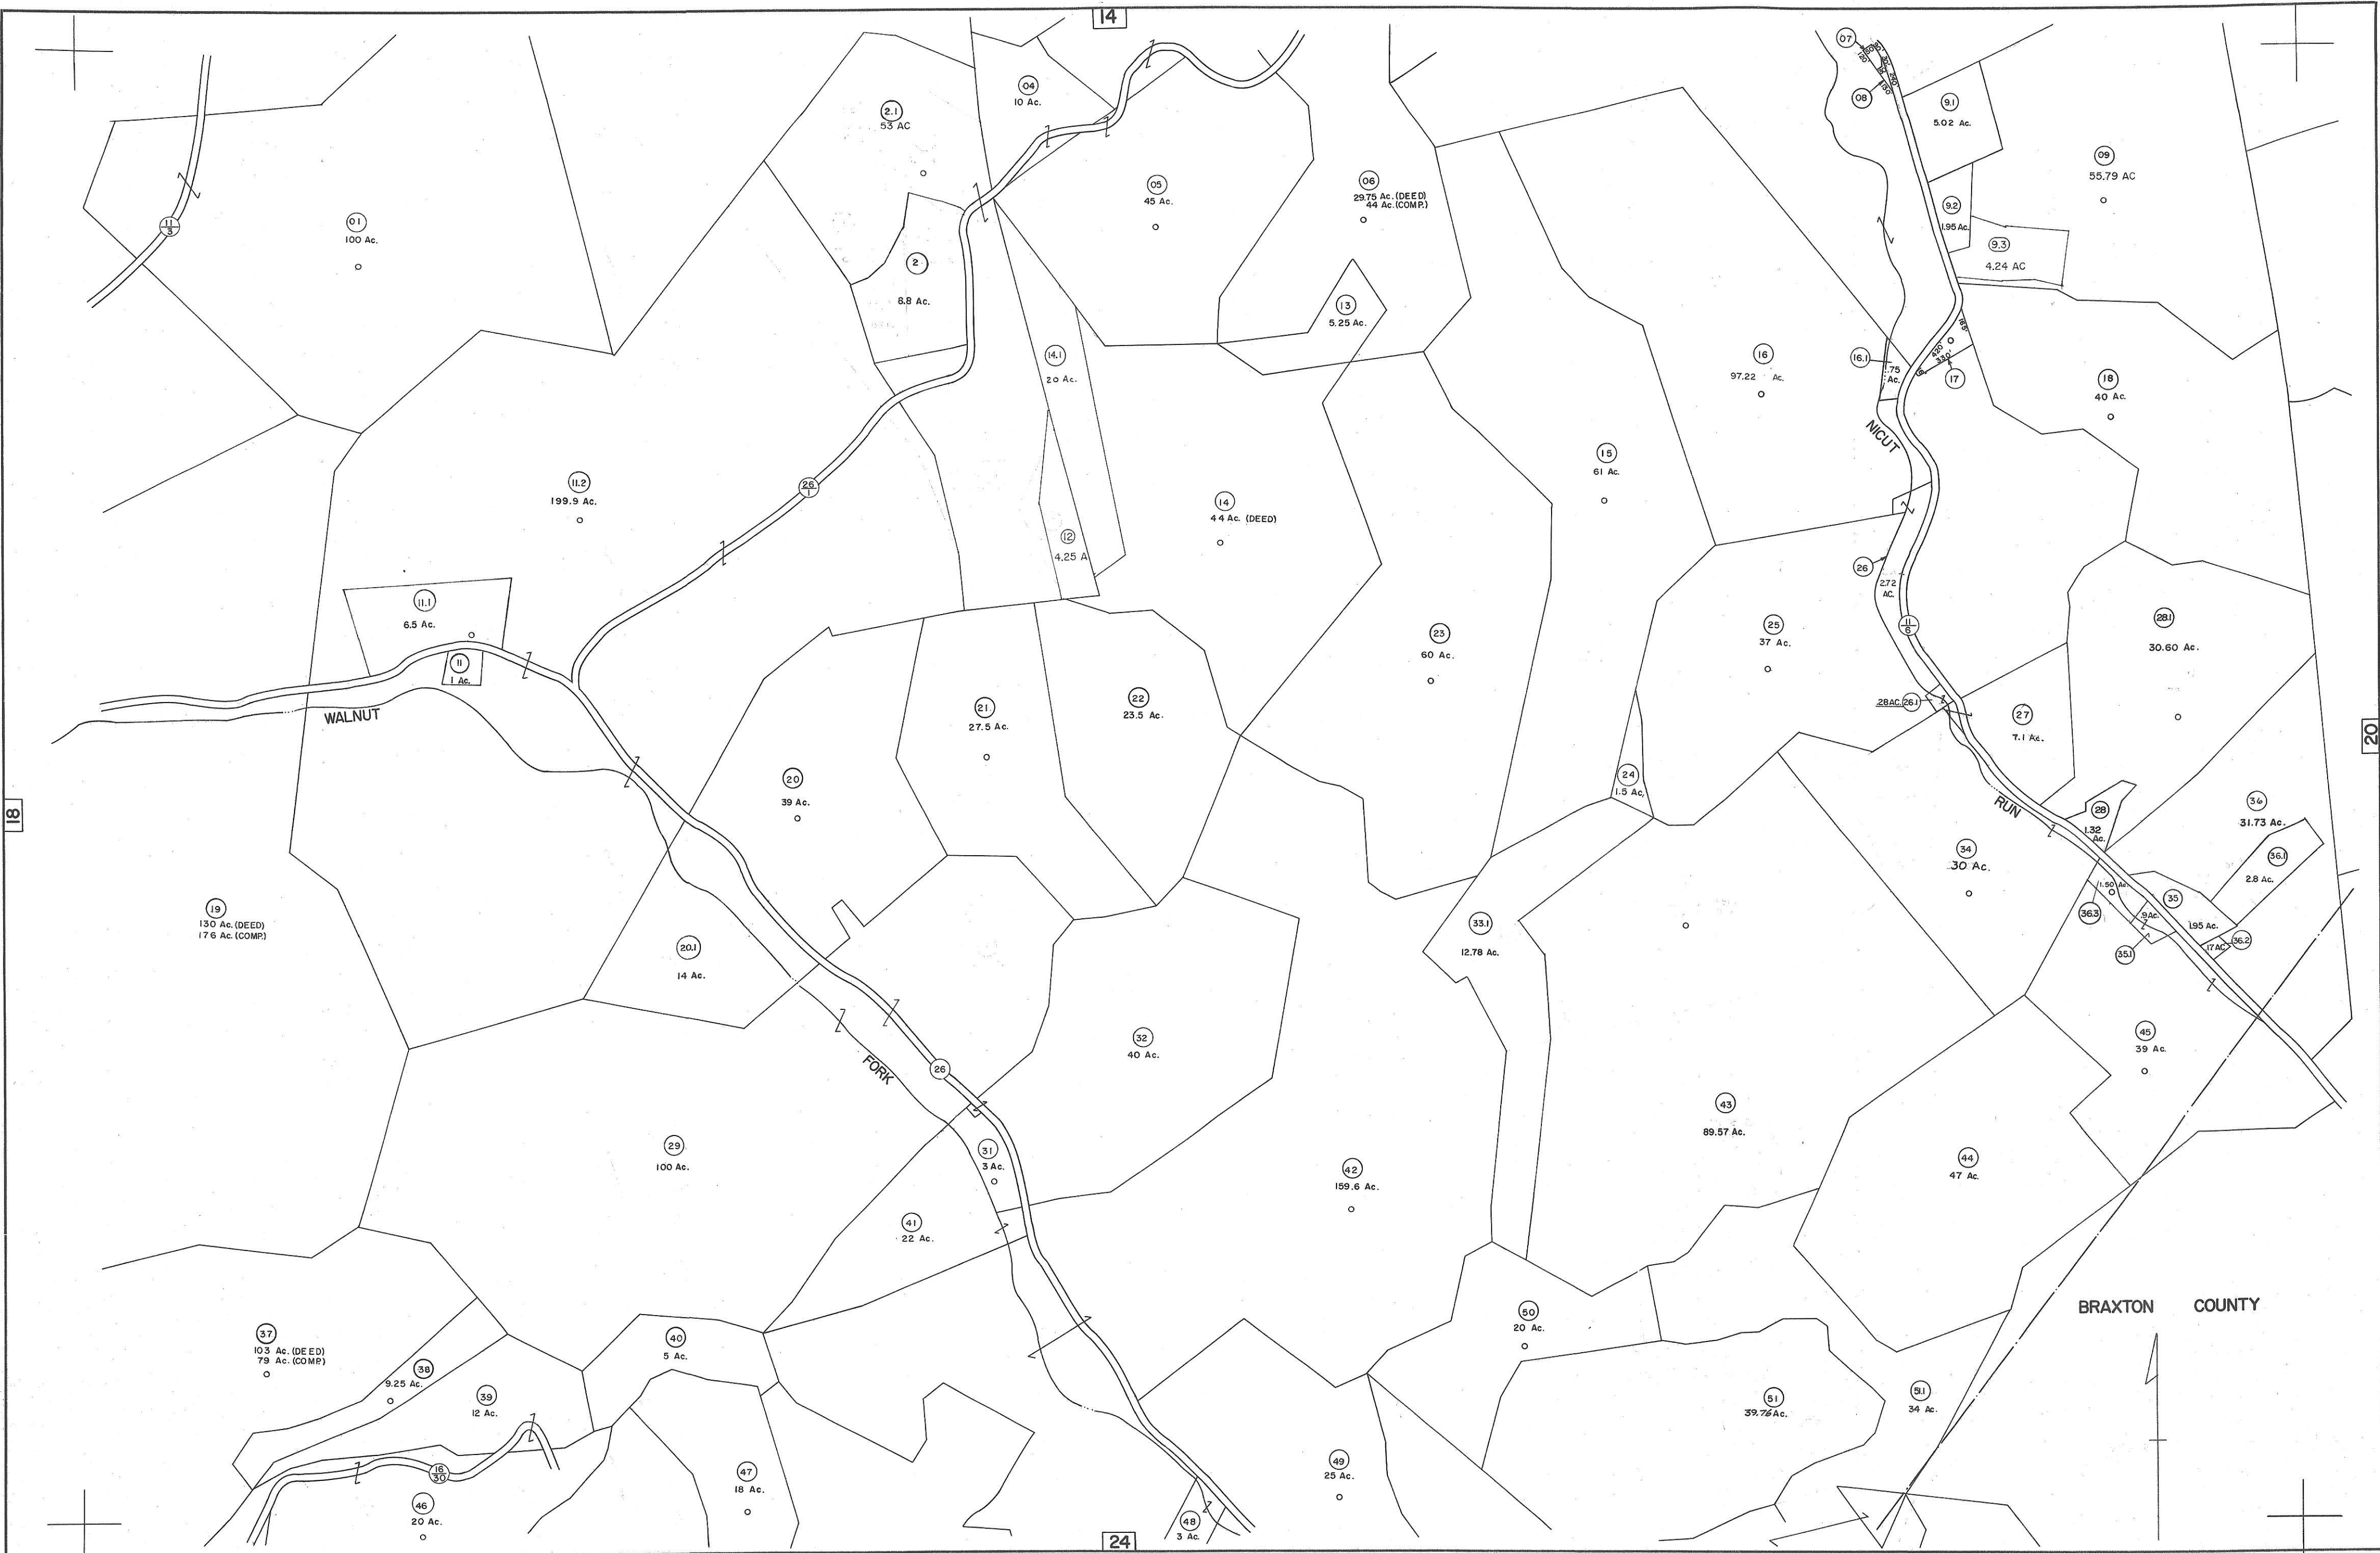 14
04
10 Ac.
07
08
2.1
53 AC
9.1
5.02 Ac.
09
55.79 AC
01
100 Ac.
11
3
05
45 Ac.
06
29.75 Ac. (DEED)
44 Ac. (COMP.)
9.2
1.95 Ac.
9.3
4.24 AC
2
8.8 Ac.
13
5.25 Ac.
165'
420'
330'
17
14.1
20 Ac.
16
97.22 Ac.
16.1
.75
Ac.
18
40 Ac.
NICUT
15
61 Ac.
11.2
199.9 Ac.
26
1
14
44 Ac. (DEED)
12
4.25 A
26
2.72
AC.
11.1
6.5 Ac.
11
1 Ac.
WALNUT
11
6
23
60 Ac.
25
37 Ac.
28.1
30.60 Ac.
21
27.5 Ac.
22
23.5 Ac.
.28AC.
26.1
27
7.1 Ac.
20
18
20
39 Ac.
24
1.5 Ac.
RUN
28
1.32
Ac.
36
31.73 Ac.
36.1
2.8 Ac.
34
30 Ac.
1.50 Ac.
36.3
.9Ac.
35
1.95 Ac.
.17AC
36.2
35.1
19
130 Ac. (DEED)
176 Ac. (COMP.)
20.1
14 Ac.
33.1
12.78 Ac.
32
40 Ac.
45
39 Ac.
FORK
26
43
89.57 Ac.
29
100 Ac.
31
3 Ac.
42
159.6 Ac.
44
47 Ac.
41
22 Ac.
BRAXTON COUNTY
37
103 Ac. (DEED)
79 Ac. (COMP.)
40
5 Ac.
50
20 Ac.
38
9.25 Ac.
39
12 Ac.
51
39.76 Ac.
51.1
34 Ac.
16
30
47
18 Ac.
49
25 Ac.
46
20 Ac.
48
3 Ac.
24